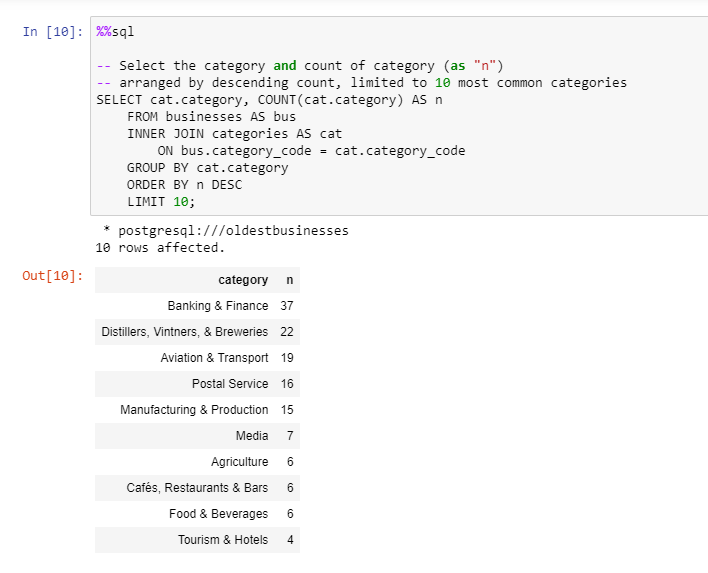 In [10]: %%sql
-- Select the category and count of category (as "n")
-- arranged by descending count, limited to 10 most common categories
SELECT cat.category, COUNT(cat.category) AS n
    FROM businesses AS bus
    INNER JOIN categories AS cat
        ON bus.category_code = cat.category_code
    GROUP BY cat.category
    ORDER BY n DESC
    LIMIT 10;
 * postgresql:///oldestbusinesses
10 rows affected.
Out[10]: category n
Banking & Finance 37
Distillers, Vintners, & Breweries 22
Aviation & Transport 19
Postal Service 16
Manufacturing & Production 15
Media 7
Agriculture 6
Cafés, Restaurants & Bars 6
Food & Beverages 6
Tourism & Hotels 4